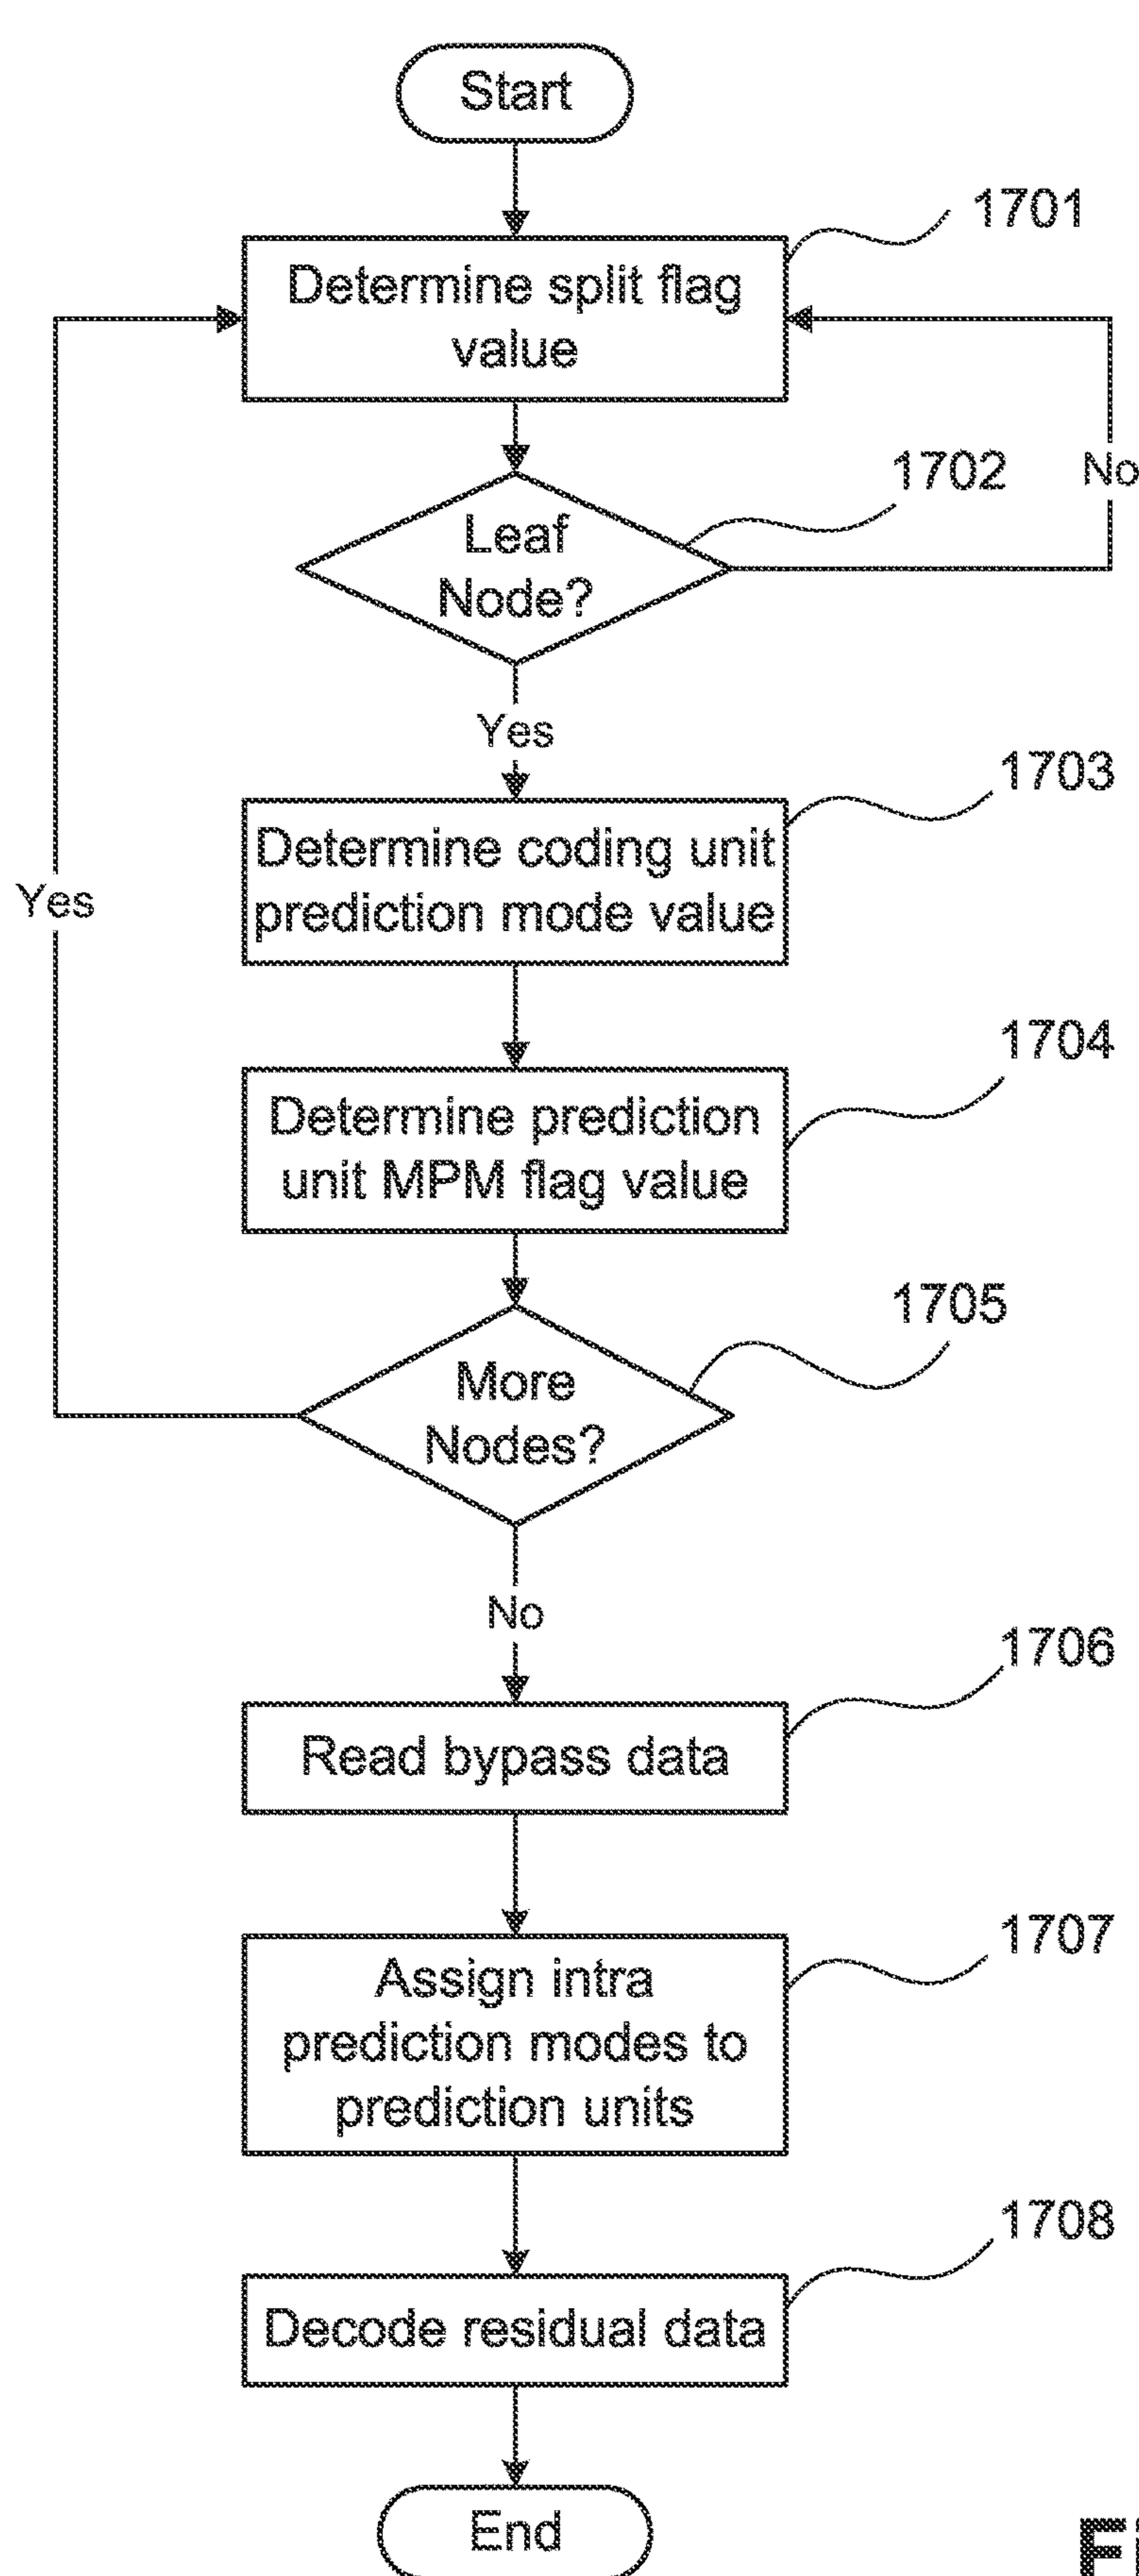 Start
1701
Determine split flag
value
1702
No
Leaf
Node?
Yes
1703
Determine coding unit
prediction mode value
Yes
1704
Determine prediction
unit MPM flag value
1705
More
Nodes?
No
1706
Read bypass data
1707
Assign intra
prediction modes to
prediction units
1708
Decode residual data
End